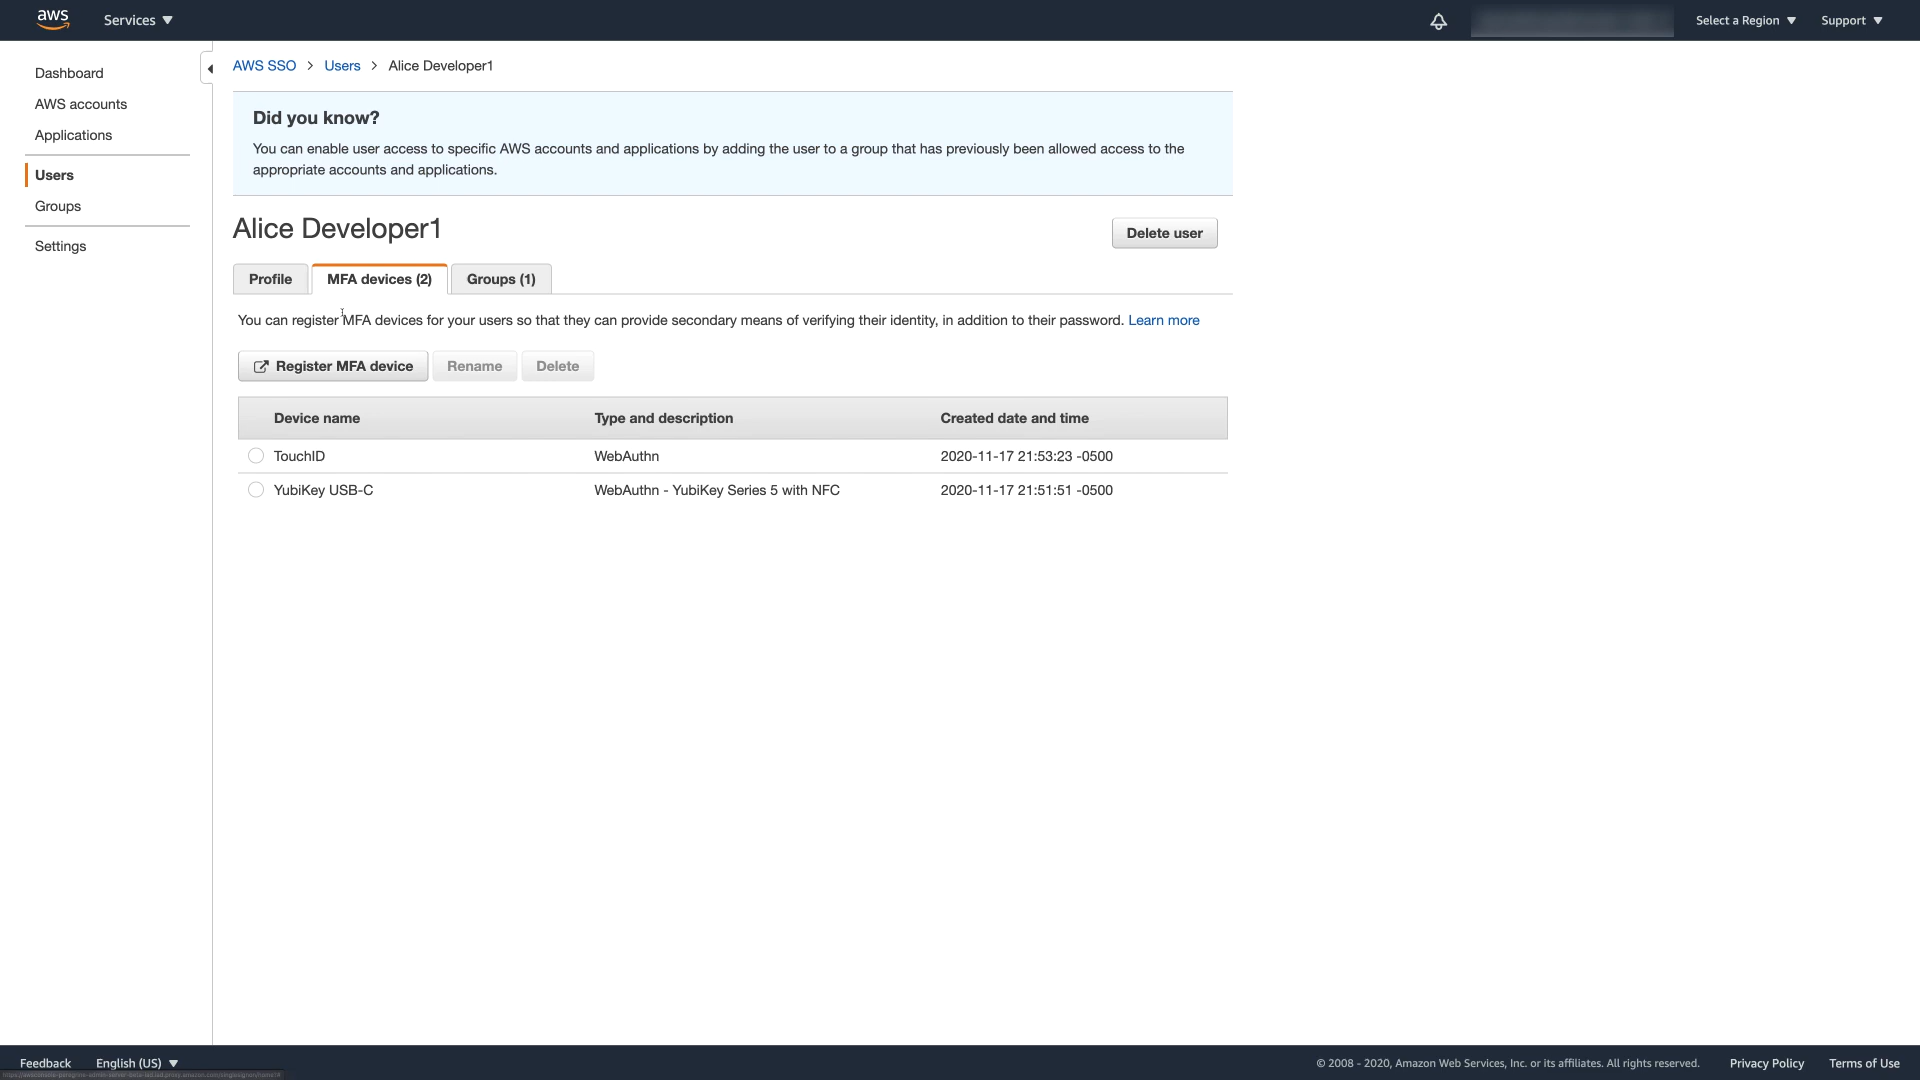 aws Services Select a Region Support
Dashboard
AWS accounts
Applications
Users
Groups
Settings
AWS SSO > Users > Alice Developer1
Did you know?
You can enable user access to specific AWS accounts and applications by adding the user to a group that has previously been allowed access to the
appropriate accounts and applications.
Alice Developer1 Delete user
Profile MFA devices (2) Groups (1)
You can register MFA devices for your users so that they can provide secondary means of verifying their identity, in addition to their password. Learn more
Register MFA device Rename Delete
Device name Type and description Created date and time
TouchID WebAuthn 2020-11-17 21:53:23 -0500
YubiKey USB-C WebAuthn - YubiKey Series 5 with NFC 2020-11-17 21:51:51 -0500
Feedback English (US) © 2008 - 2020, Amazon Web Services, Inc. or its affiliates. All rights reserved. Privacy Policy Terms of Use